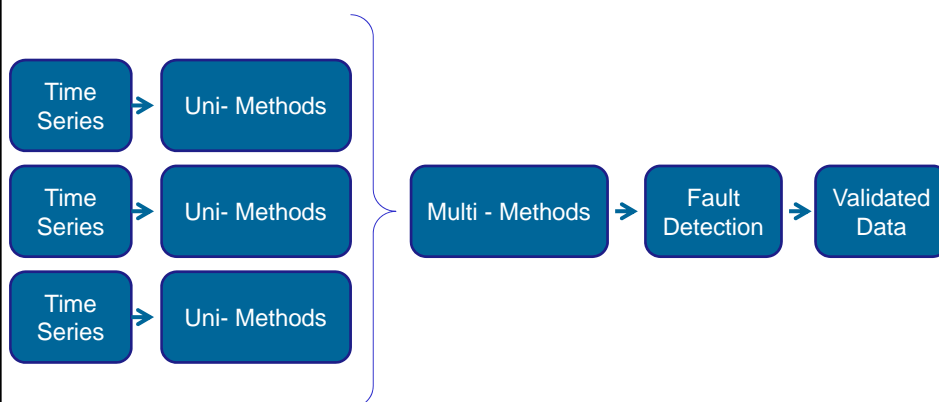 Time
Series
Uni- Methods
Time
Series
Uni- Methods
Multi - Methods
Fault
Detection
Validated
Data
Time
Series
Uni- Methods